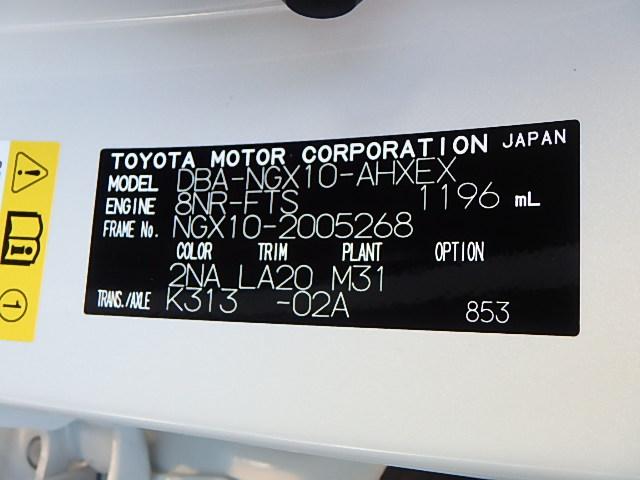 TOYOTA MOTOR CORPORATION JAPAN
MODEL DBA-NGX10-AHXEX
ENGINE 8NR-FTS 1196 mL
FRAME No. NGX10-2005268
COLOR TRIM PLANT OPTION
2NA LA20 M31
TRANS./AXLE K313 -02A 853
1